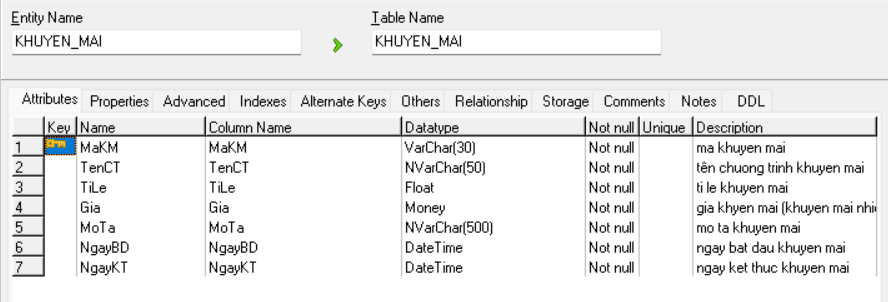 Entity Name Table Name
KHUYEN_MAI KHUYEN_MAI
Attributes Properties Advanced Indexes Alternate Keys Others Relationship Storage Comments Notes DDL
Key Name Column Name Datatype Not null Unique Description
1 MaKM MaKM VarChar(30) Not null ma khuyen mai
2 TenCT TenCT NVarChar(50) Not null tên chuong trinh khuyen mai
3 TiLe TiLe Float Not null ti le khuyen mai
4 Gia Gia Money Not null gia khyen mai (khuyen mai nhi
5 MoTa MoTa NVarChar(500) Not null mo ta khuyen mai
6 NgayBD NgayBD DateTime Not null ngay bat dau khuyen mai
7 NgayKT NgayKT DateTime Not null ngay ket thuc khuyen mai